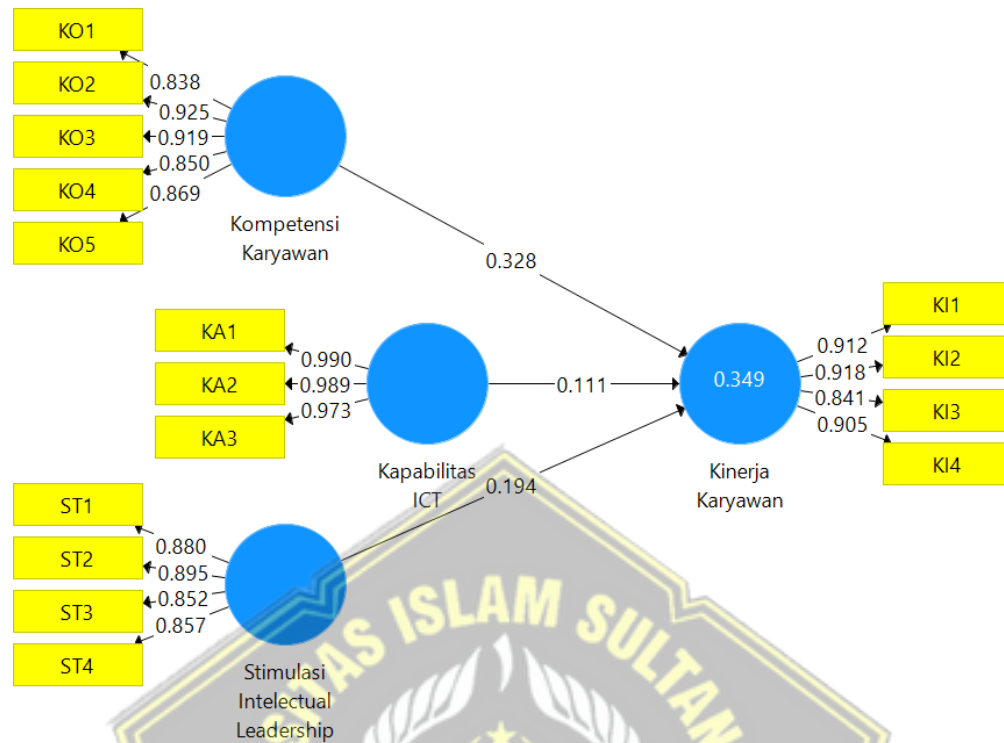 KO1
KO2
KO3
KO4
KO5
0.838
0.925
0.919
0.850
0.869
Kompetensi
Karyawan
0.328
KA1
KA2
KA3
0.990
0.989
0.973
Kapabilitas
ICT
0.111
ST1
ST2
ST3
ST4
0.880
0.895
0.852
0.857
Stimulasi
Intelectual
Leadership
0.194
0.349
Kinerja
Karyawan
0.912
0.918
0.841
0.905
KI1
KI2
KI3
KI4
SITAS ISLAM SULTAN